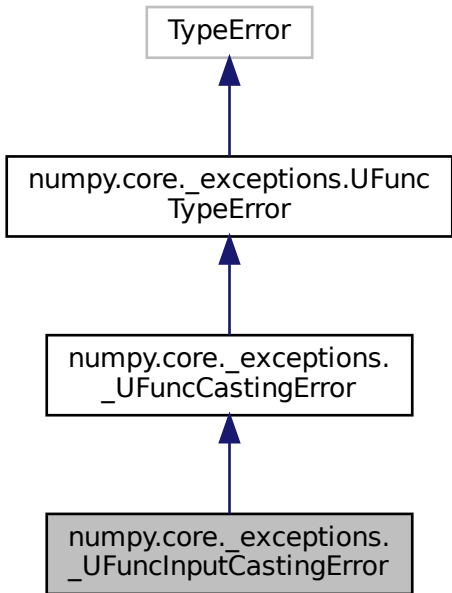 TypeError
numpy.core._exceptions.UFunc
TypeError
numpy.core._exceptions.
_UFuncCastingError
numpy.core._exceptions.
_UFuncInputCastingError